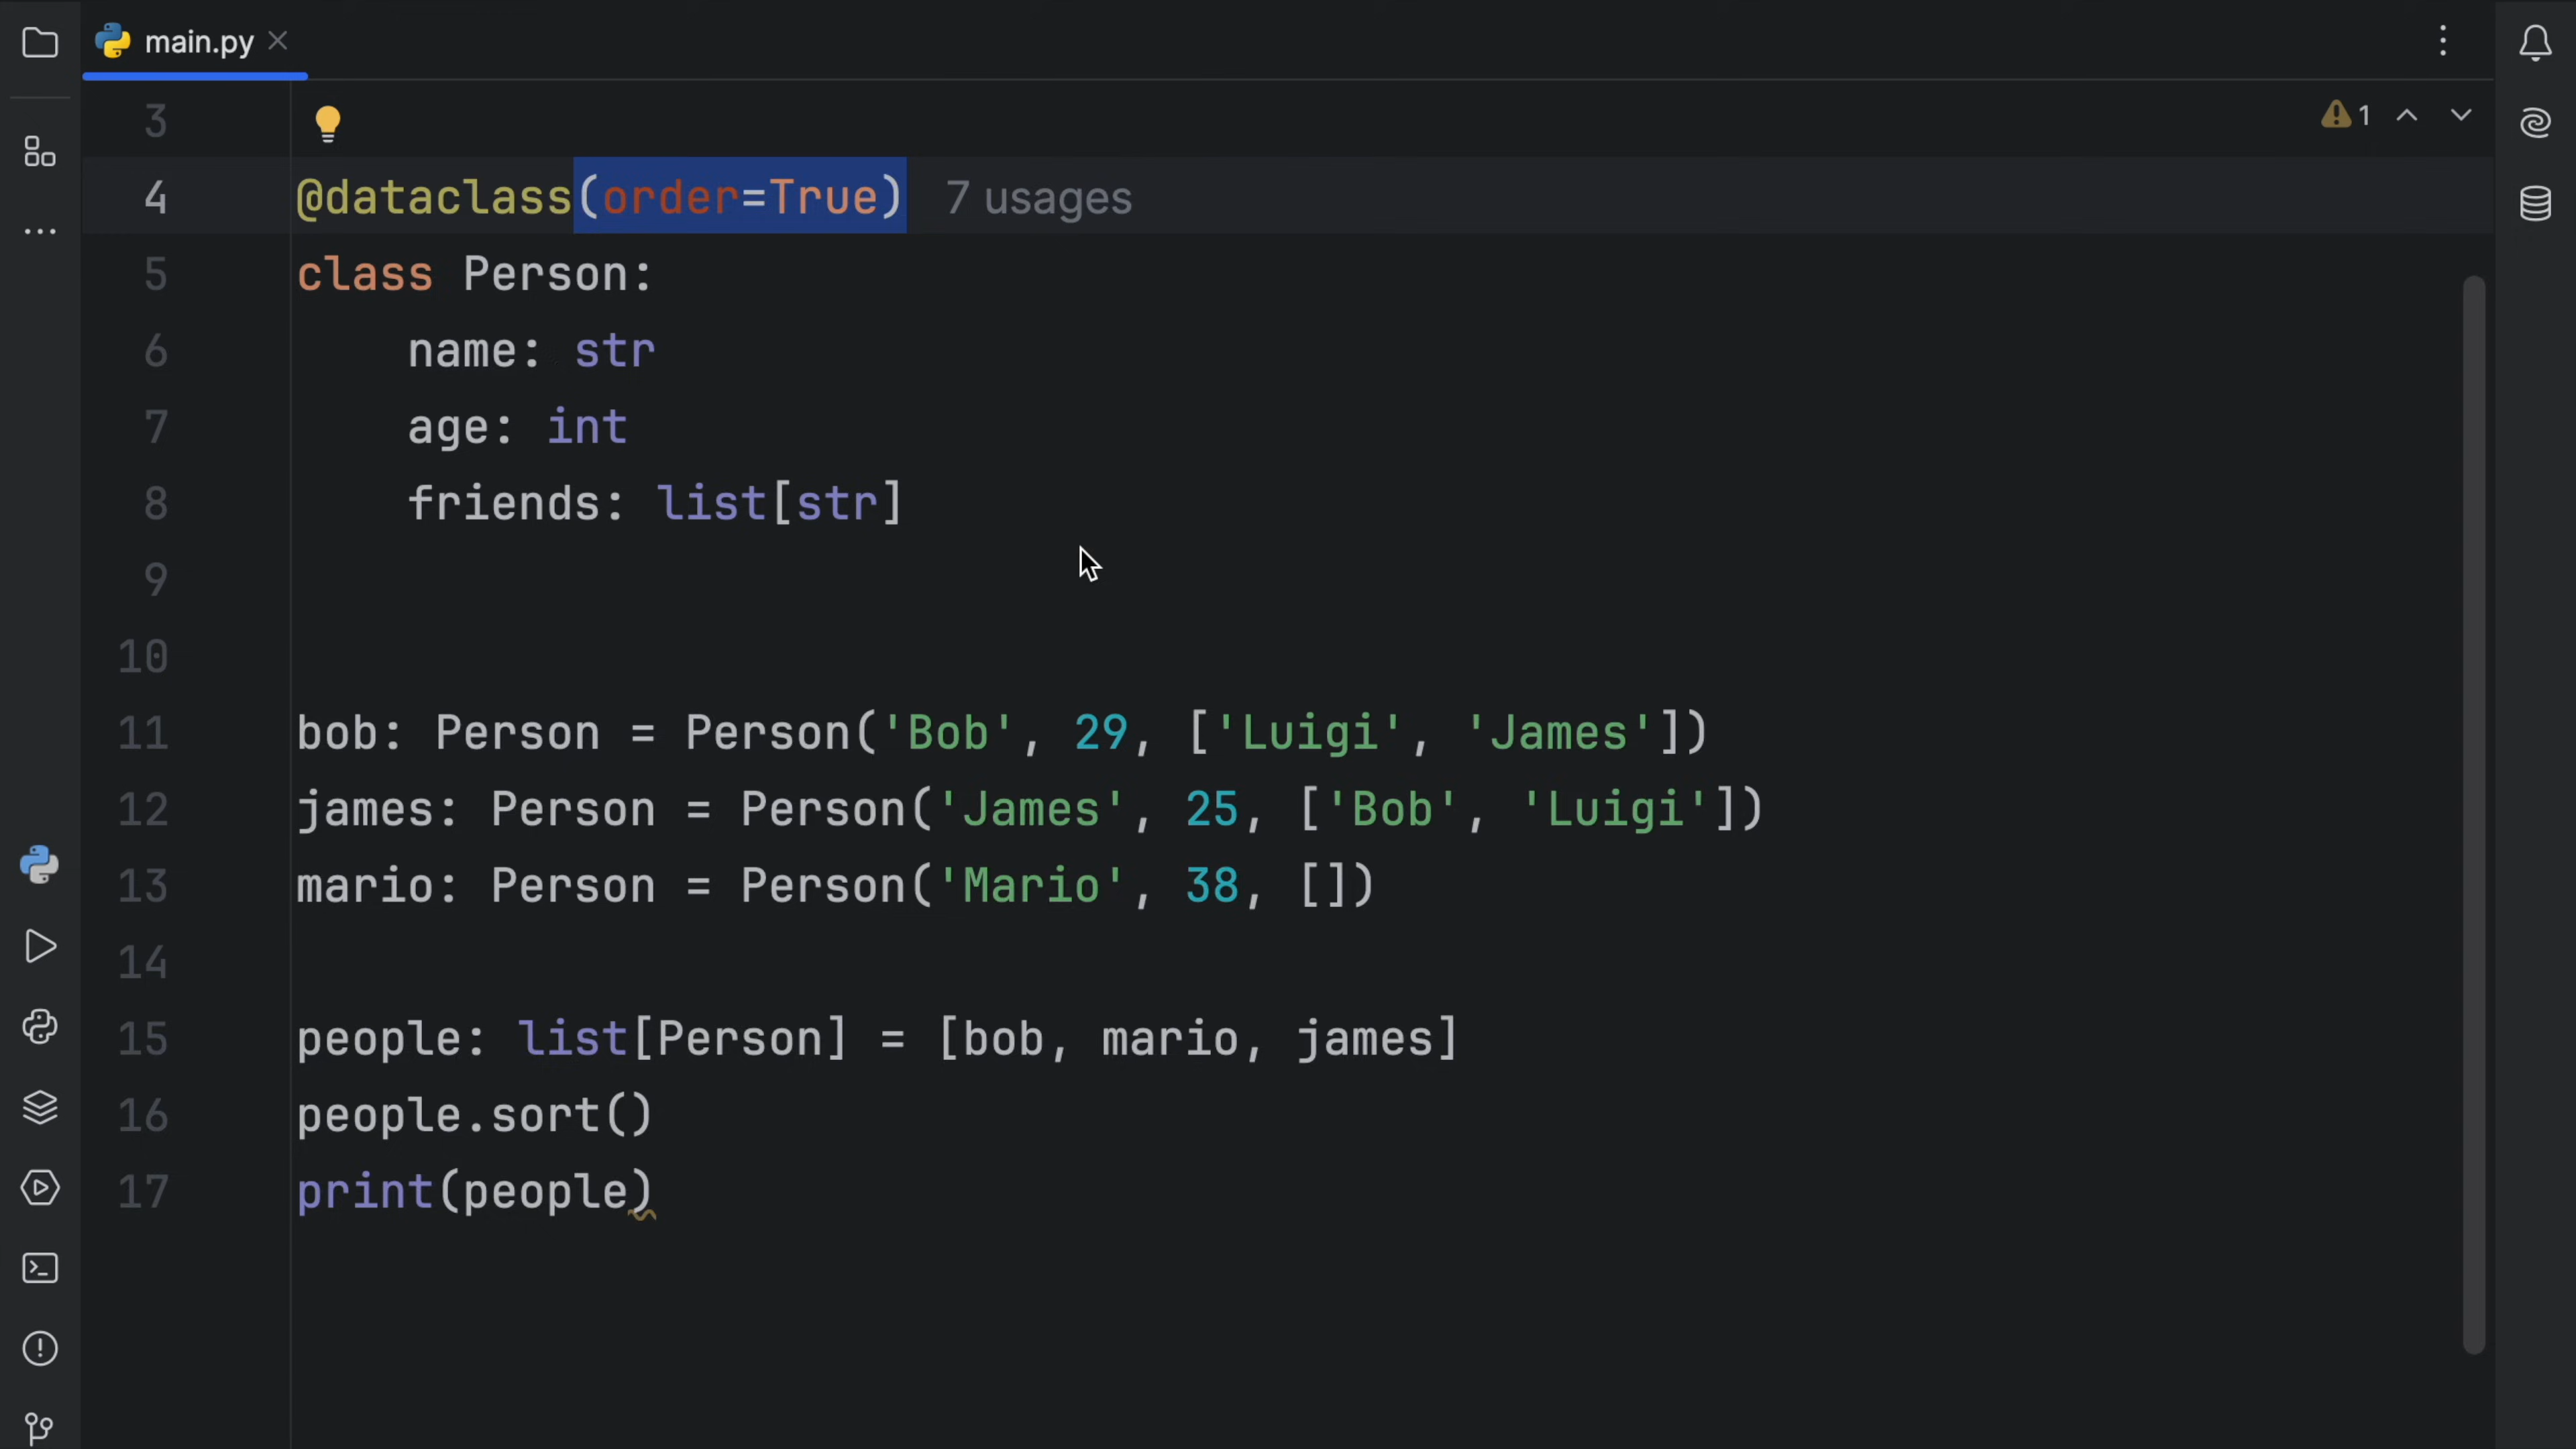 main.py
1
3
4 @dataclass(order=True) 7 usages
5 class Person:
6     name: str
7     age: int
8     friends: list[str]
9
10
11 bob: Person = Person('Bob', 29, ['Luigi', 'James'])
12 james: Person = Person('James', 25, ['Bob', 'Luigi'])
13 mario: Person = Person('Mario', 38, [])
14
15 people: list[Person] = [bob, mario, james]
16 people.sort()
17 print(people)